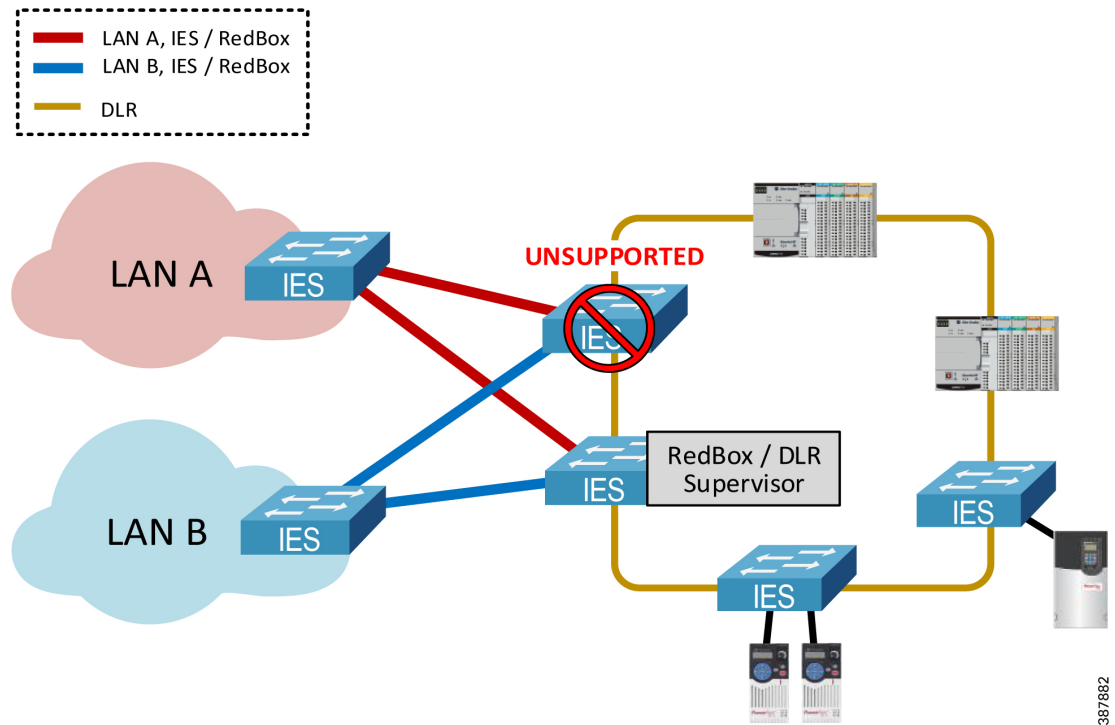 LAN A, IES / RedBox
LAN B, IES / RedBox
DLR
UNSUPPORTED
LAN A
IES
IES
RedBox / DLR
Supervisor
IES
LAN B
IES
IES
IES
387882